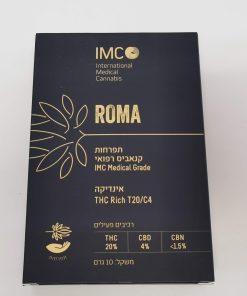 IMC
International
Medical
Cannabis
ROMA
תפרחות
קנאביס רפואי
IMC Medical Grade
אינדיקה
THC Rich T20/C4
רכיבים פעילים
THC CBD CBN
20% 4% <1.5%
משקל: 10 גרם
תפרחות